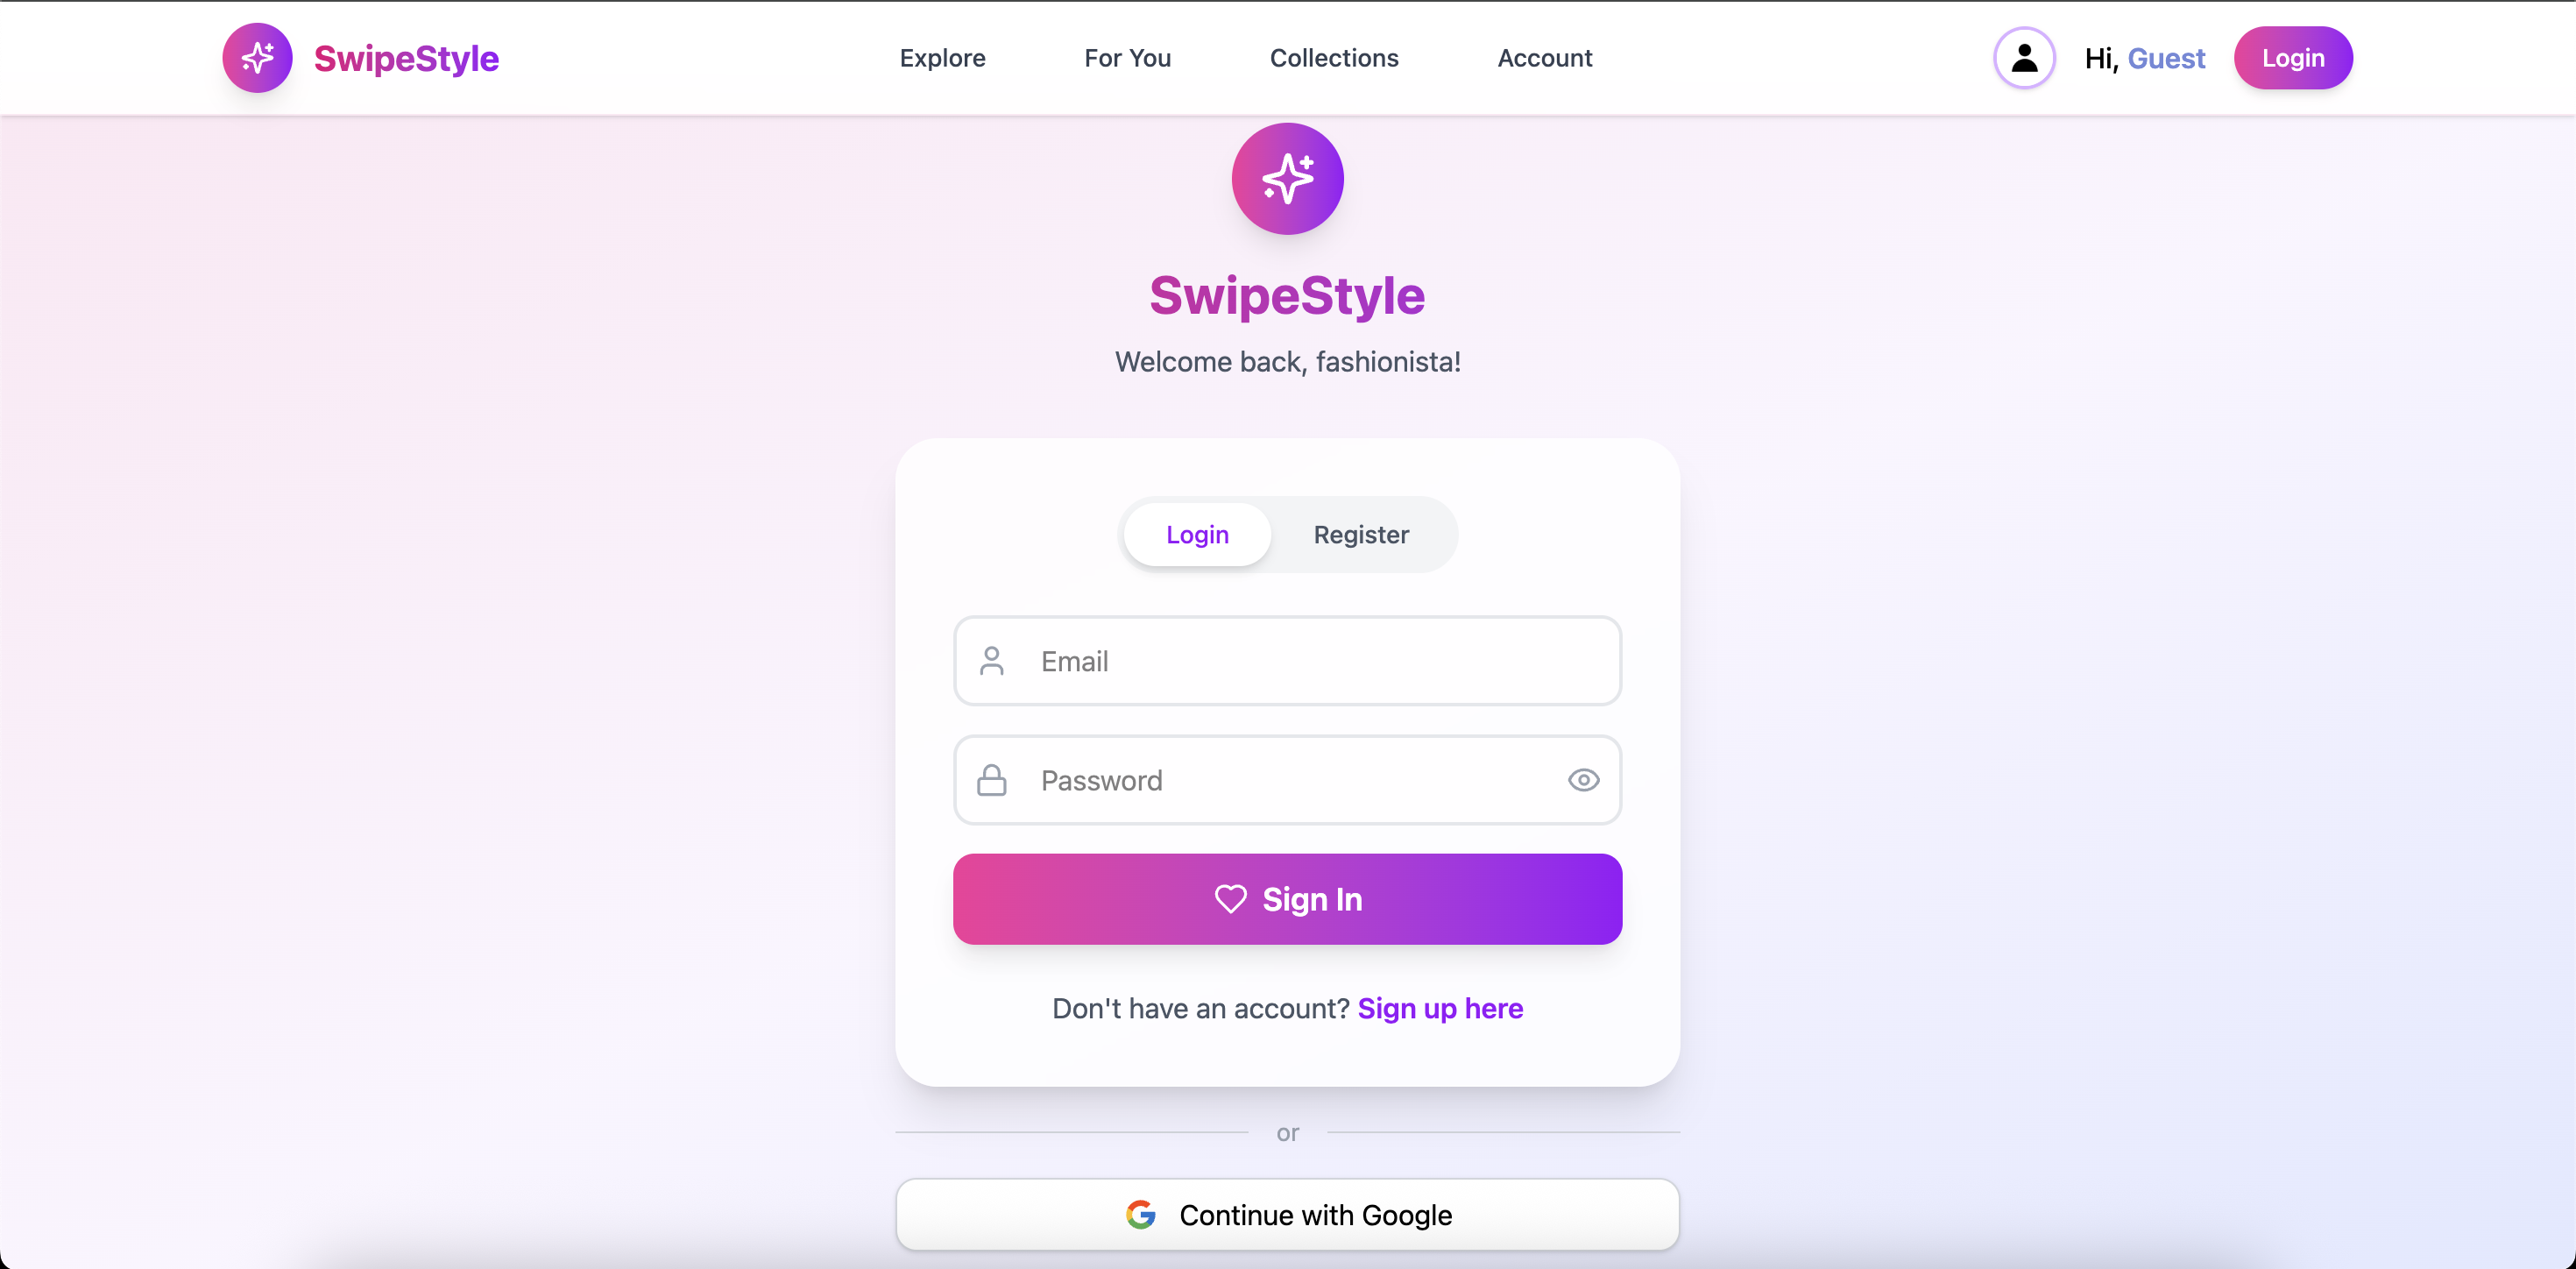 SwipeStyle
Explore
For You
Collections
Account
Hi, Guest
Login
SwipeStyle
Welcome back, fashionista!
Login
Register
Email
Password
Sign In
Don't have an account? Sign up here
or
Continue with Google